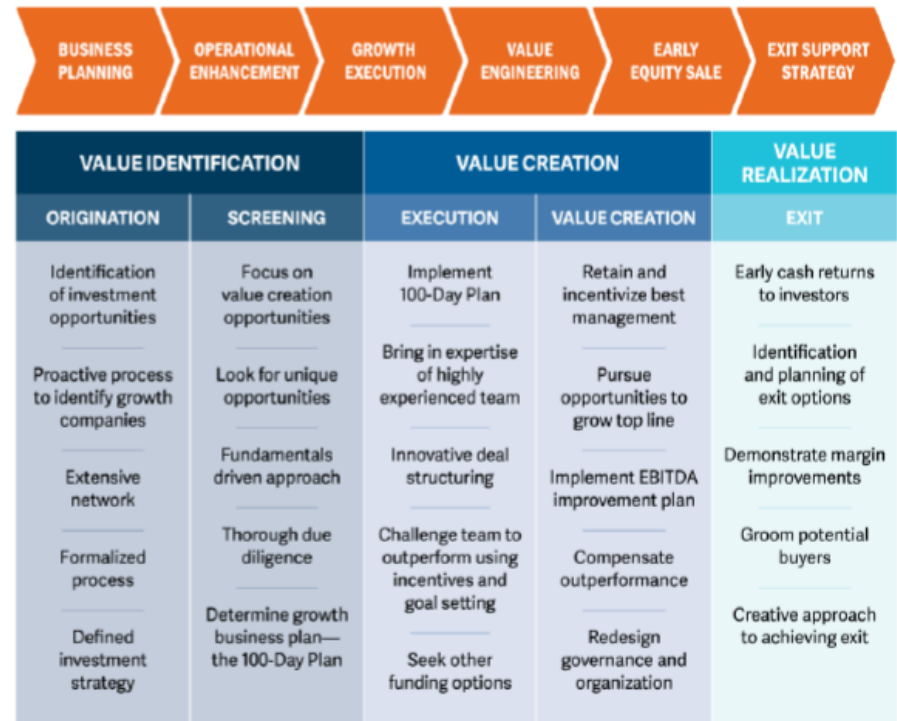 BUSINESS
PLANNING
OPERATIONAL
ENHANCEMENT
GROWTH
EXECUTION
VALUE
ENGINEERING
EARLY
EQUITY SALE
EXIT SUPPORT
STRATEGY
VALUE IDENTIFICATION
VALUE CREATION
VALUE
REALIZATION
ORIGINATION
SCREENING
EXECUTION
VALUE CREATION
EXIT
Identification
of investment
opportunities
Proactive process
to identify growth
companies
Extensive
network
Formalized
process
Defined
investment
strategy
Focus on
value creation
opportunities
Look for unique
opportunities
Fundamentals
driven approach
Thorough due
diligence
Determine growth
business plan—
the 100-Day Plan
Implement
100-Day Plan
Bring in expertise
of highly
experienced team
Innovative deal
structuring
Challenge team to
outperform using
incentives and
goal setting
Seek other
funding options
Retain and
incentivize best
management
Pursue
opportunities to
grow top line
Implement EBITDA
improvement plan
Compensate
outperformance
Redesign
governance and
organization
Early cash returns
to investors
Identification
and planning of
exit options
Demonstrate margin
improvements
Groom potential
buyers
Creative approach
to achieving exit